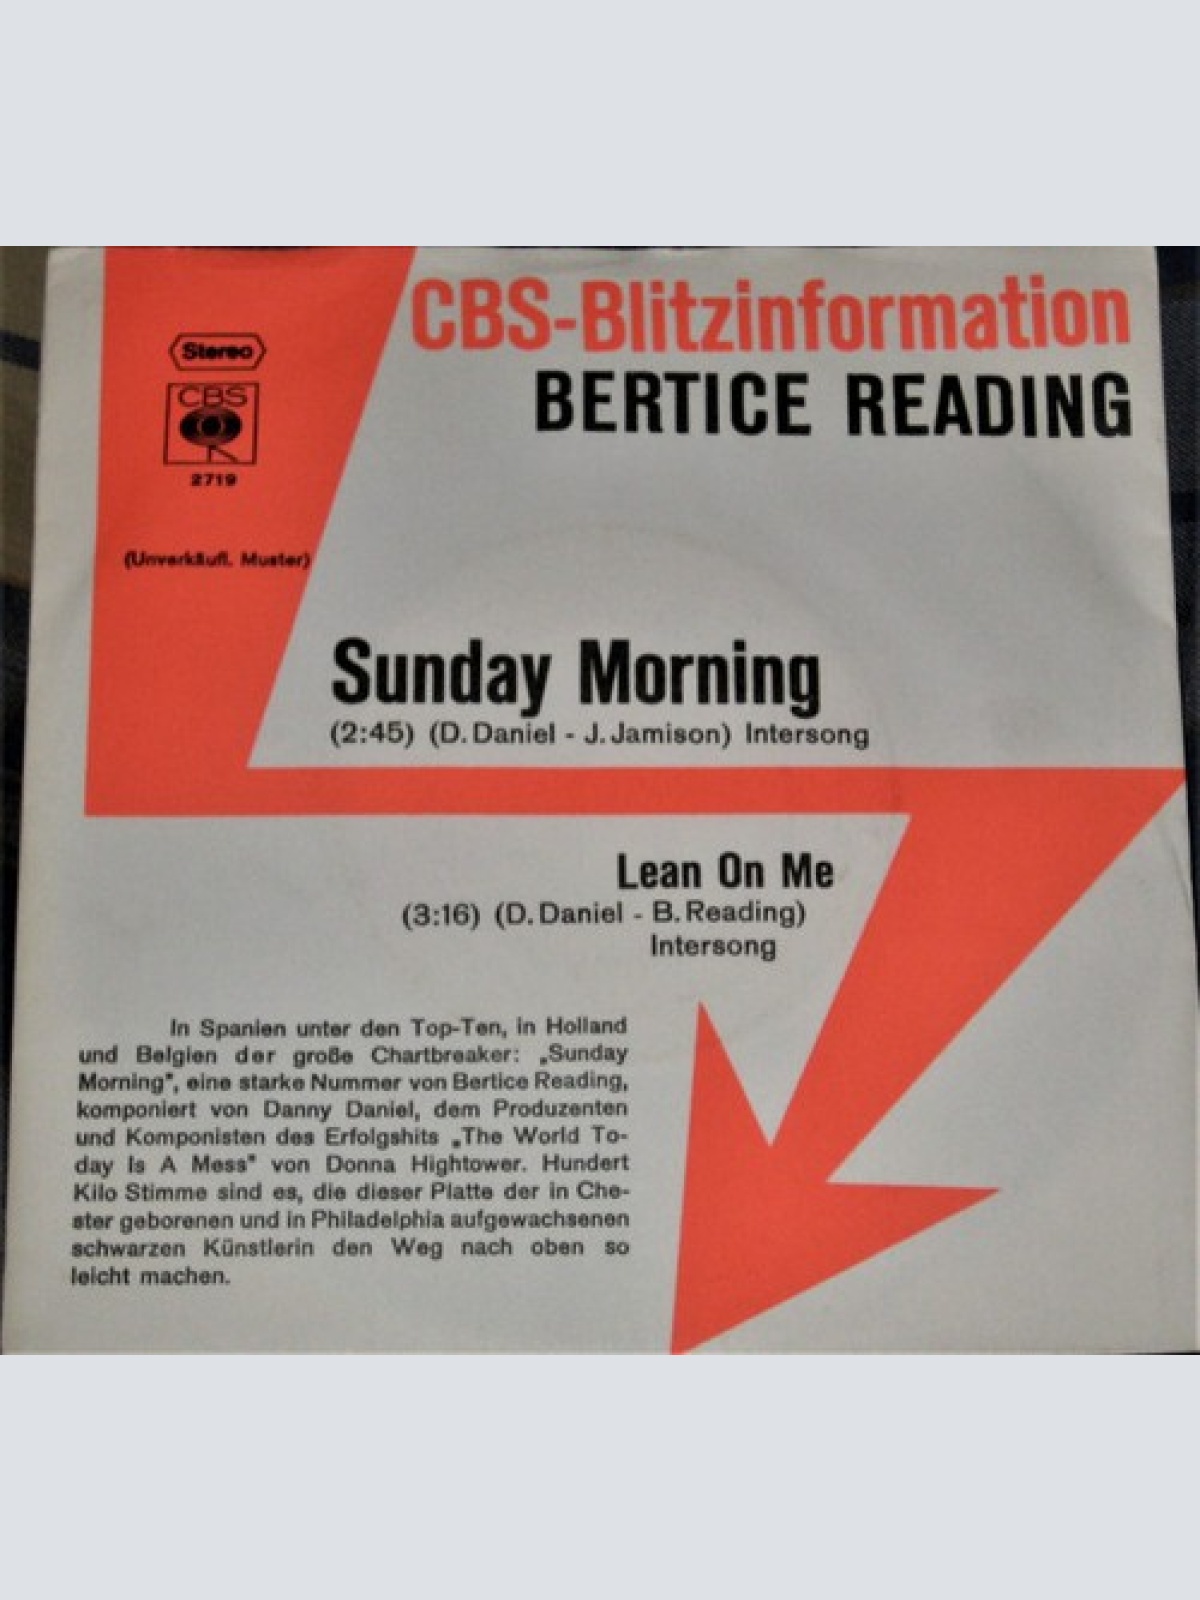 CBS-Blitzinformation
BERTICE READING
Stereo
CBS
2719
(Unverkäufl. Muster)
Sunday Morning
(2:45) (D. Daniel - J. Jamison) Intersong
Lean On Me
(3:16) (D. Daniel - B. Reading)
Intersong
In Spanien unter den Top-Ten, in Holland
und Belgien der große Chartbreaker: „Sunday
Morning", eine starke Nummer von Bertice Reading,
komponiert von Danny Daniel, dem Produzenten
und Komponisten des Erfolgshits „The World To-
day Is A Mess" von Donna Hightower. Hundert
Kilo Stimme sind es, die dieser Platte der in Che-
ster geborenen und in Philadelphia aufgewachsenen
schwarzen Künstlerin den Weg nach oben so
leicht machen.